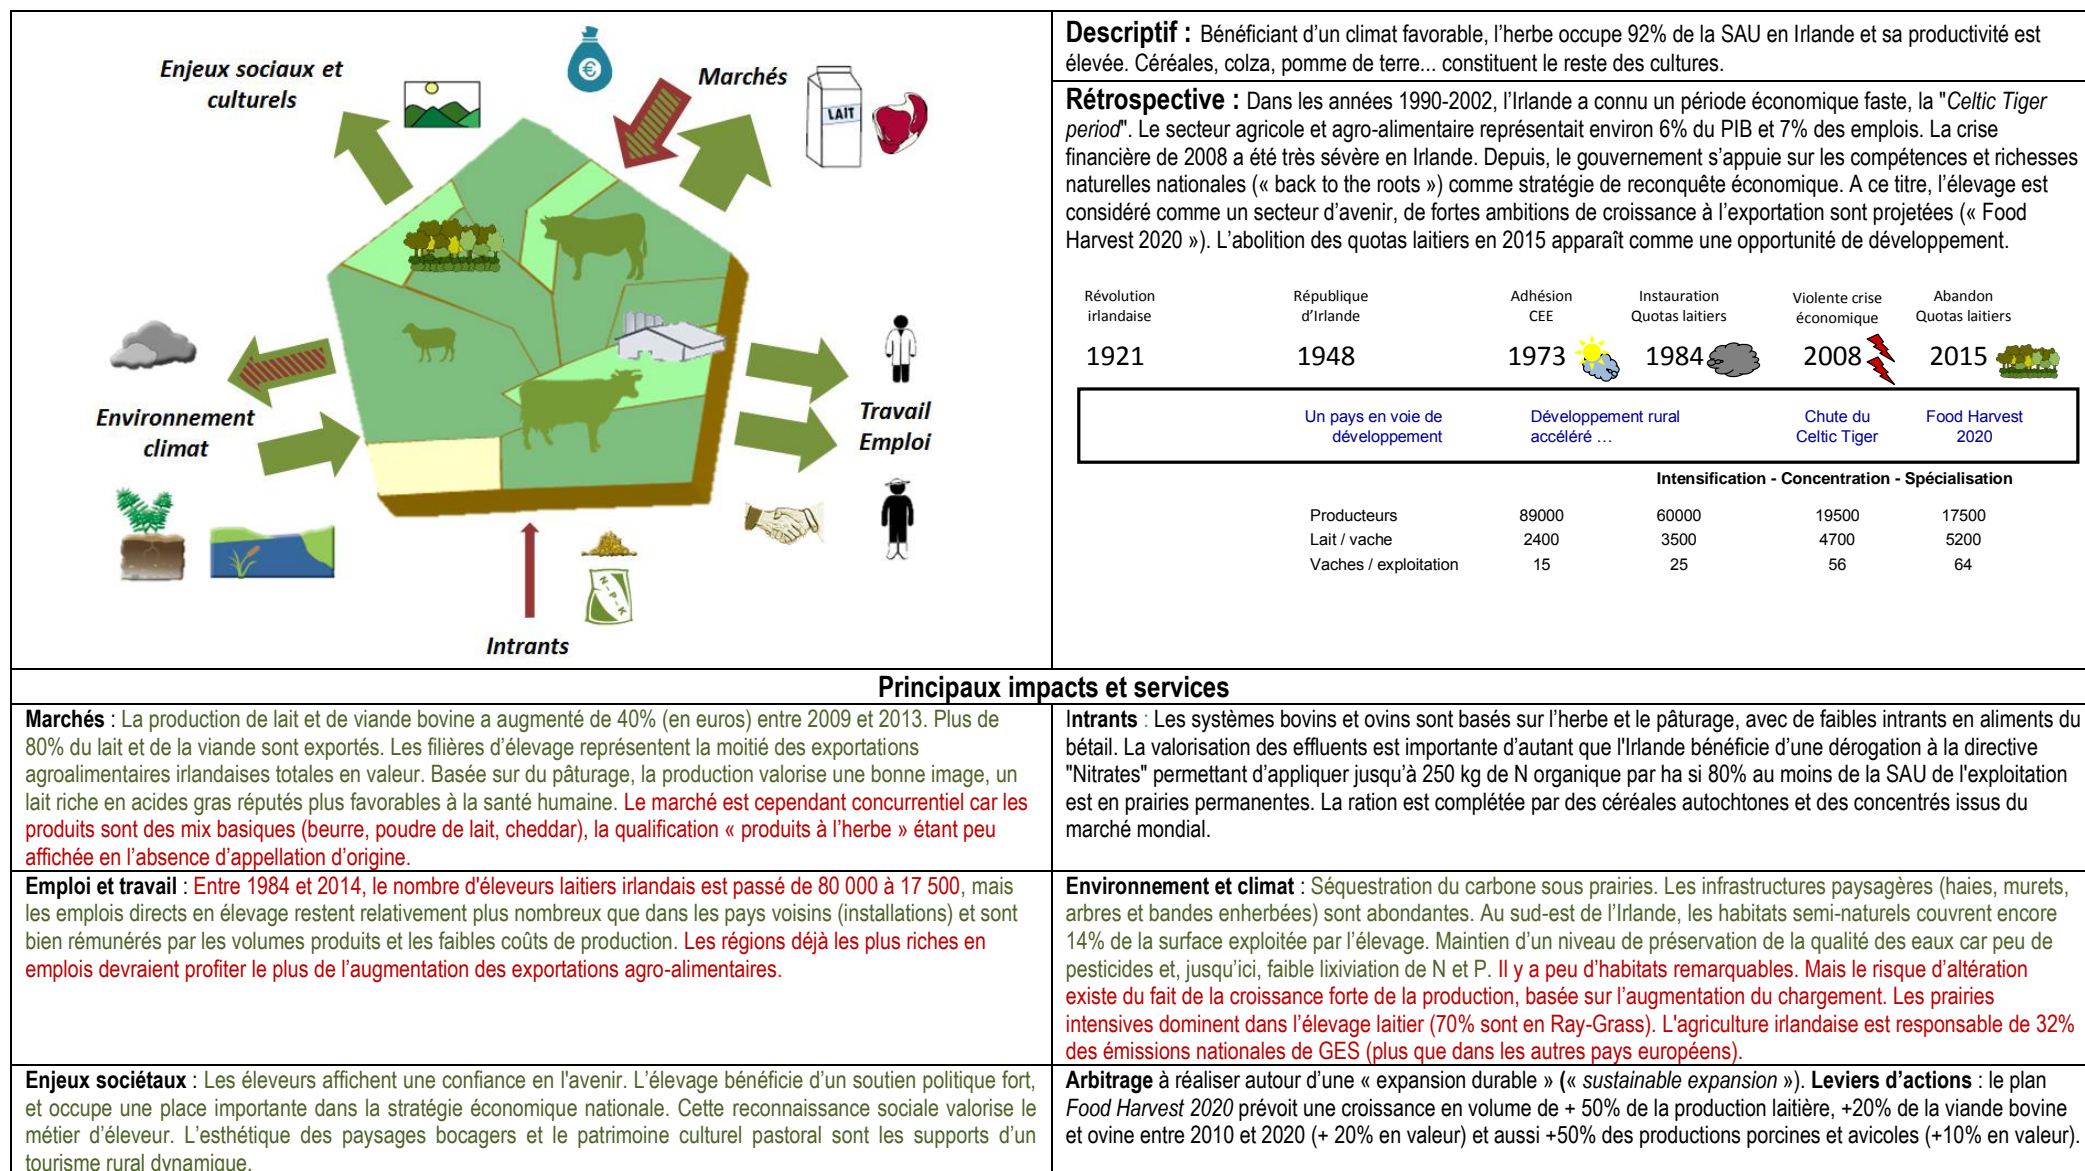 Enjeux sociaux et
culturels
Marchés
LAIT
Environnement
climat
Travail
Emploi
N-P-K
Intrants
Descriptif : Bénéficiant d’un climat favorable, l’herbe occupe 92% de la SAU en Irlande et sa productivité est
élevée. Céréales, colza, pomme de terre... constituent le reste des cultures.
Rétrospective : Dans les années 1990-2002, l’Irlande a connu un période économique faste, la "Celtic Tiger
period". Le secteur agricole et agro-alimentaire représentait environ 6% du PIB et 7% des emplois. La crise
financière de 2008 a été très sévère en Irlande. Depuis, le gouvernement s’appuie sur les compétences et richesses
naturelles nationales (« back to the roots ») comme stratégie de reconquête économique. A ce titre, l’élevage est
considéré comme un secteur d’avenir, de fortes ambitions de croissance à l’exportation sont projetées (« Food
Harvest 2020 »). L’abolition des quotas laitiers en 2015 apparaît comme une opportunité de développement.
Révolution République Adhésion Instauration Violente crise Abandon
irlandaise d’Irlande CEE Quotas laitiers économique Quotas laitiers
1921 1948 1973 1984 2008 2015
Un pays en voie de Développement rural Chute du Food Harvest
développement accéléré … Celtic Tiger 2020
Intensification - Concentration - Spécialisation
Producteurs 89000 60000 19500 17500
Lait / vache 2400 3500 4700 5200
Vaches / exploitation 15 25 56 64
Principaux impacts et services
Marchés : La production de lait et de viande bovine a augmenté de 40% (en euros) entre 2009 et 2013. Plus de
80% du lait et de la viande sont exportés. Les filières d’élevage représentent la moitié des exportations
agroalimentaires irlandaises totales en valeur. Basée sur du pâturage, la production valorise une bonne image, un
lait riche en acides gras réputés plus favorables à la santé humaine. Le marché est cependant concurrentiel car les
produits sont des mix basiques (beurre, poudre de lait, cheddar), la qualification « produits à l’herbe » étant peu
affichée en l’absence d’appellation d’origine.
Intrants : Les systèmes bovins et ovins sont basés sur l’herbe et le pâturage, avec de faibles intrants en aliments du
bétail. La valorisation des effluents est importante d’autant que l'Irlande bénéficie d’une dérogation à la directive
"Nitrates" permettant d’appliquer jusqu’à 250 kg de N organique par ha si 80% au moins de la SAU de l'exploitation
est en prairies permanentes. La ration est complétée par des céréales autochtones et des concentrés issus du
marché mondial.
Emploi et travail : Entre 1984 et 2014, le nombre d'éleveurs laitiers irlandais est passé de 80 000 à 17 500, mais
les emplois directs en élevage restent relativement plus nombreux que dans les pays voisins (installations) et sont
bien rémunérés par les volumes produits et les faibles coûts de production. Les régions déjà les plus riches en
emplois devraient profiter le plus de l’augmentation des exportations agro-alimentaires.
Environnement et climat : Séquestration du carbone sous prairies. Les infrastructures paysagères (haies, murets,
arbres et bandes enherbées) sont abondantes. Au sud-est de l’Irlande, les habitats semi-naturels couvrent encore
14% de la surface exploitée par l’élevage. Maintien d’un niveau de préservation de la qualité des eaux car peu de
pesticides et, jusqu’ici, faible lixiviation de N et P. Il y a peu d’habitats remarquables. Mais le risque d’altération
existe du fait de la croissance forte de la production, basée sur l’augmentation du chargement. Les prairies
intensives dominent dans l’élevage laitier (70% sont en Ray-Grass). L'agriculture irlandaise est responsable de 32%
des émissions nationales de GES (plus que dans les autres pays européens).
Enjeux sociétaux : Les éleveurs affichent une confiance en l'avenir. L’élevage bénéficie d’un soutien politique fort,
et occupe une place importante dans la stratégie économique nationale. Cette reconnaissance sociale valorise le
métier d’éleveur. L’esthétique des paysages bocagers et le patrimoine culturel pastoral sont les supports d’un
tourisme rural dynamique.
Arbitrage à réaliser autour d’une « expansion durable » (« sustainable expansion »). Leviers d’actions : le plan
Food Harvest 2020 prévoit une croissance en volume de + 50% de la production laitière, +20% de la viande bovine
et ovine entre 2010 et 2020 (+ 20% en valeur) et aussi +50% des productions porcines et avicoles (+10% en valeur).